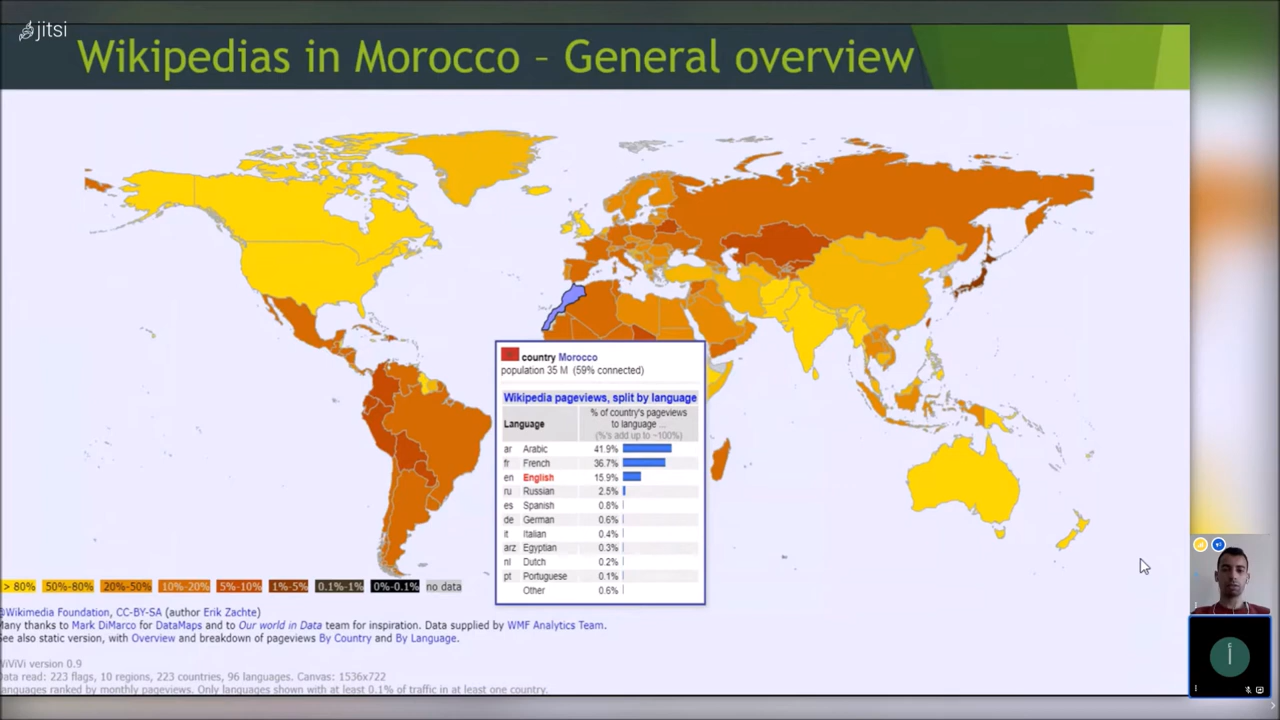 jitsi
Wikipedias in Morocco – General overview
country Morocco
population 35 M (59% connected)
Wikipedia pageviews, split by language
Language % of country's pageviews
to language ...
(%'s add up to ~100%)
ar Arabic 41.9%
fr French 36.7%
en English 15.9%
ru Russian 2.5%
es Spanish 0.8%
de German 0.6%
it Italian 0.4%
arz Egyptian 0.3%
nl Dutch 0.2%
pt Portuguese 0.1%
Other 0.6%
> 80% 50%-80% 20%-50% 10%-20% 5%-10% 1%-5% 0.1%-1% 0%-0.1% no data
Wikimedia Foundation, CC-BY-SA (author Erik Zachte)
Many thanks to Mark DiMarco for DataMaps and to Our world in Data team for inspiration. Data supplied by WMF Analytics Team.
See also static version, with Overview and breakdown of pageviews By Country and By Language.
WiViVi version 0.9
Data read: 223 flags, 10 regions, 223 countries, 96 languages. Canvas: 1536x722
Languages ranked by monthly pageviews. Only languages shown with at least 0.1% of traffic in at least one country.